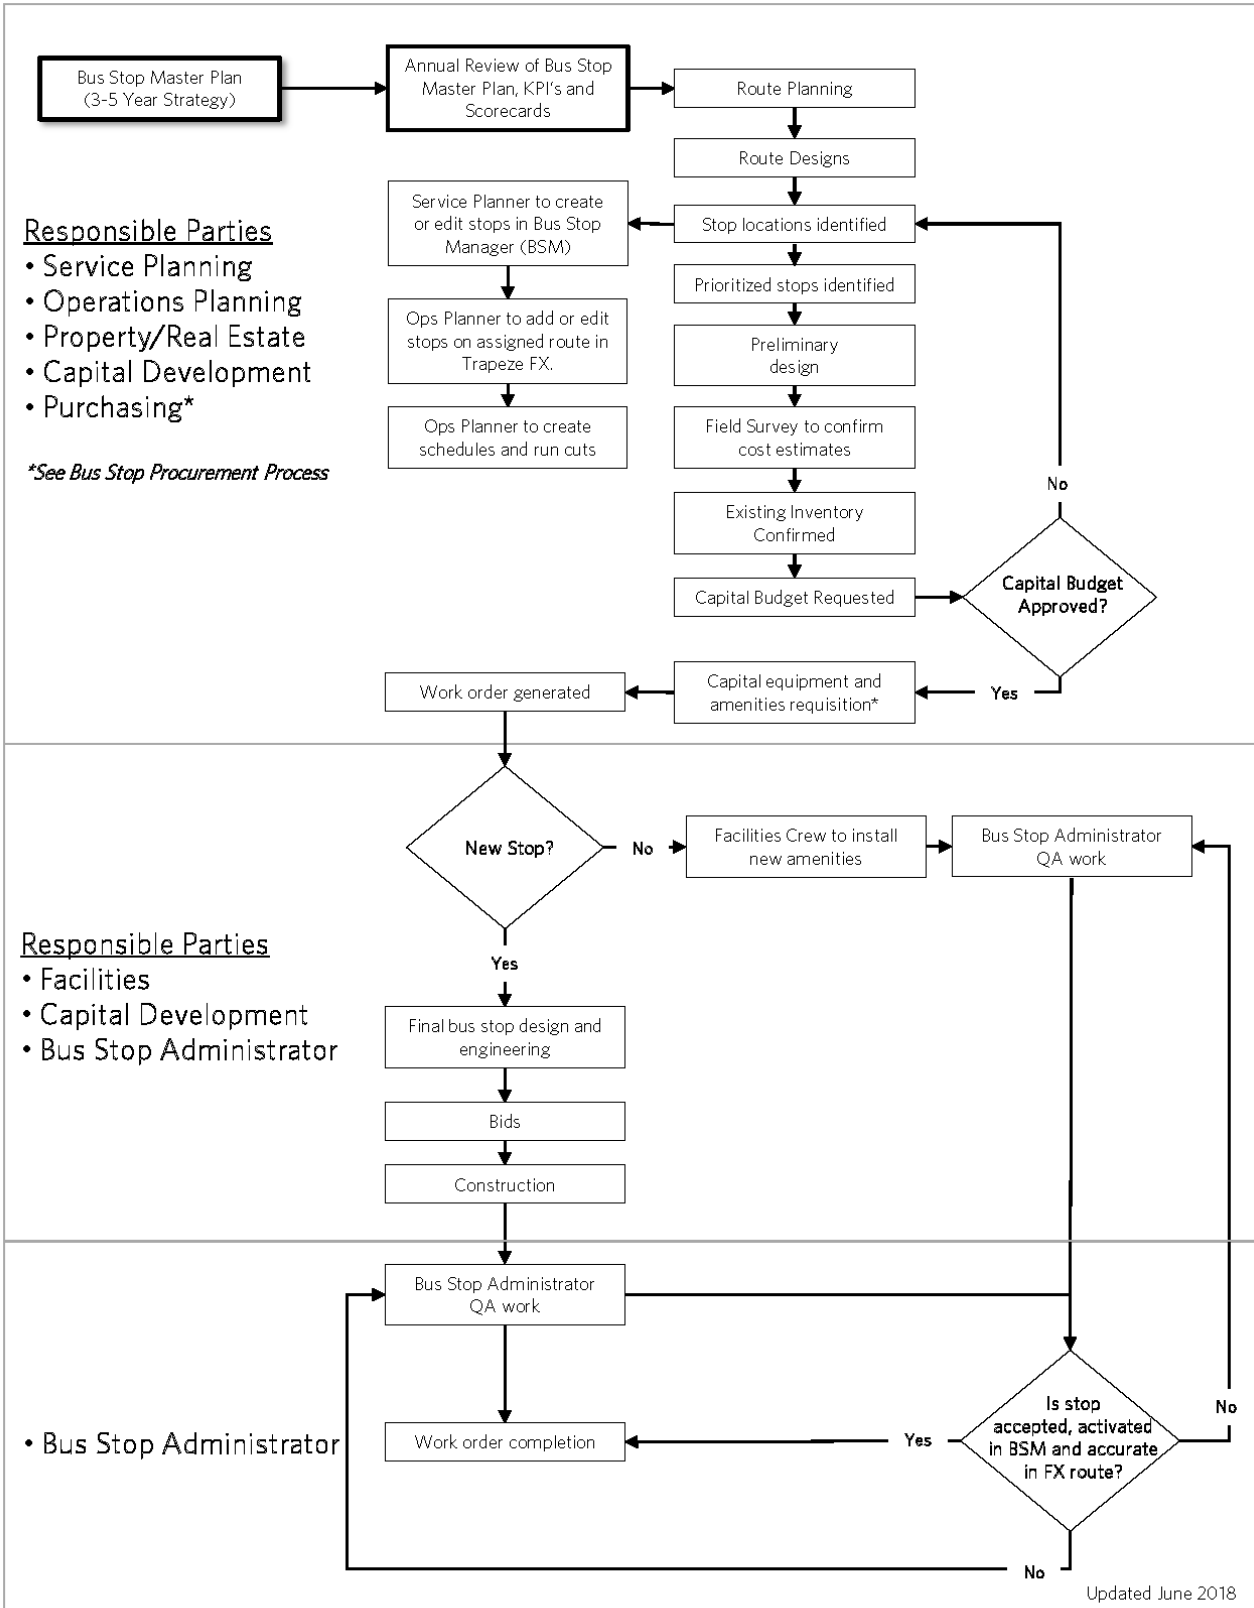 Bus Stop Master Plan
(3-5 Year Strategy)
Annual Review of Bus Stop
Master Plan, KPI's and
Scorecards
Route Planning
Route Designs
Stop locations identified
Service Planner to create
or edit stops in Bus Stop
Manager (BSM)
Prioritized stops identified
Ops Planner to add or edit
stops on assigned route in
Trapeze FX.
Preliminary
design
Ops Planner to create
schedules and run cuts
Field Survey to confirm
cost estimates
Responsible Parties
• Service Planning
• Operations Planning
• Property/Real Estate
• Capital Development
• Purchasing*
*See Bus Stop Procurement Process
Existing Inventory
Confirmed
No
Capital Budget Requested
Capital Budget
Approved?
Yes
Capital equipment and
amenities requisition*
Work order generated
New Stop?
No
Facilities Crew to install
new amenities
Bus Stop Administrator
QA work
Responsible Parties
• Facilities
• Capital Development
• Bus Stop Administrator
Yes
Final bus stop design and
engineering
Bids
Construction
Bus Stop Administrator
QA work
• Bus Stop Administrator
Work order completion
Yes
Is stop
accepted, activated
in BSM and accurate
in FX route?
No
No
Updated June 2018